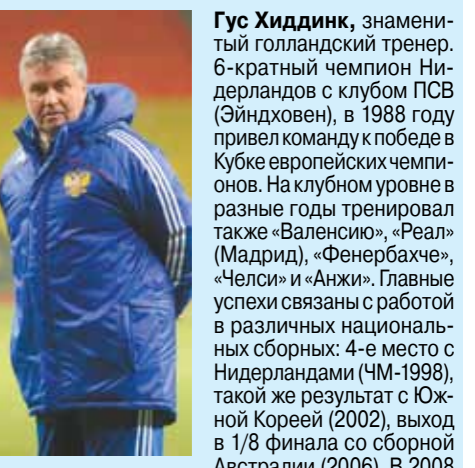 Гус Хиддинк, знамени-
тый голландский тренер.
6-кратный чемпион Ни-
дерландов с клубом ПСВ
(Эйндховен), в 1988 году
привел команду к победе в
Кубке европейских чемпи-
онов. На клубном уровне в
разные годы тренировал
также «Валенсию», «Реал»
(Мадрид), «Фенербахче»,
«Челси» и «Анжи». Главные
успехи связаны с работой
в различных националь-
ных сборных: 4-е место с
Нидерландами (ЧМ-1998),
такой же результат с Юж-
ной Кореей (2002), выход
в 1/8 финала со сборной
Австралии (2006). В 2008